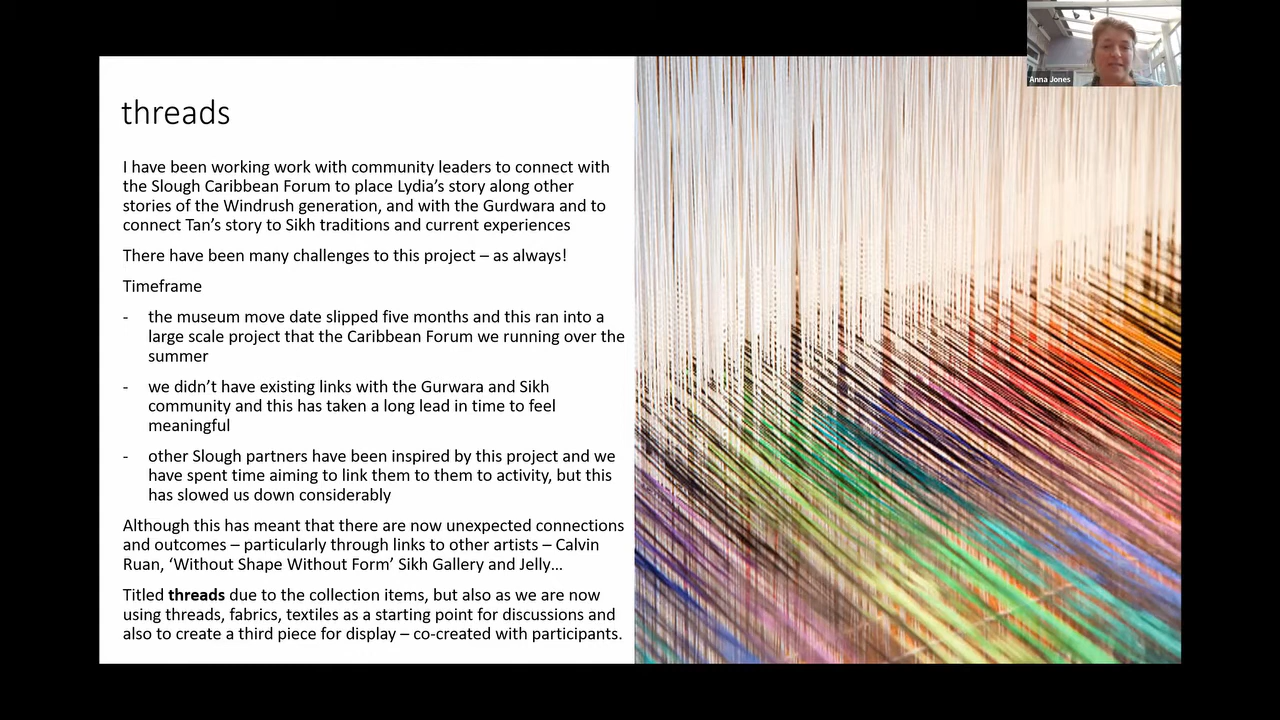 threads
I have been working work with community leaders to connect with
the Slough Caribbean Forum to place Lydia’s story along other
stories of the Windrush generation, and with the Gurdwara and to
connect Tan’s story to Sikh traditions and current experiences
There have been many challenges to this project – as always!
Timeframe
- the museum move date slipped five months and this ran into a
large scale project that the Caribbean Forum we running over the
summer
- we didn’t have existing links with the Gurwara and Sikh
community and this has taken a long lead in time to feel
meaningful
- other Slough partners have been inspired by this project and we
have spent time aiming to link them to them to activity, but this
has slowed us down considerably
Although this has meant that there are now unexpected connections
and outcomes – particularly through links to other artists – Calvin
Ruan, ‘Without Shape Without Form’ Sikh Gallery and Jelly…
Titled threads due to the collection items, but also as we are now
using threads, fabrics, textiles as a starting point for discussions and
also to create a third piece for display – co-created with participants.
Anna Jones